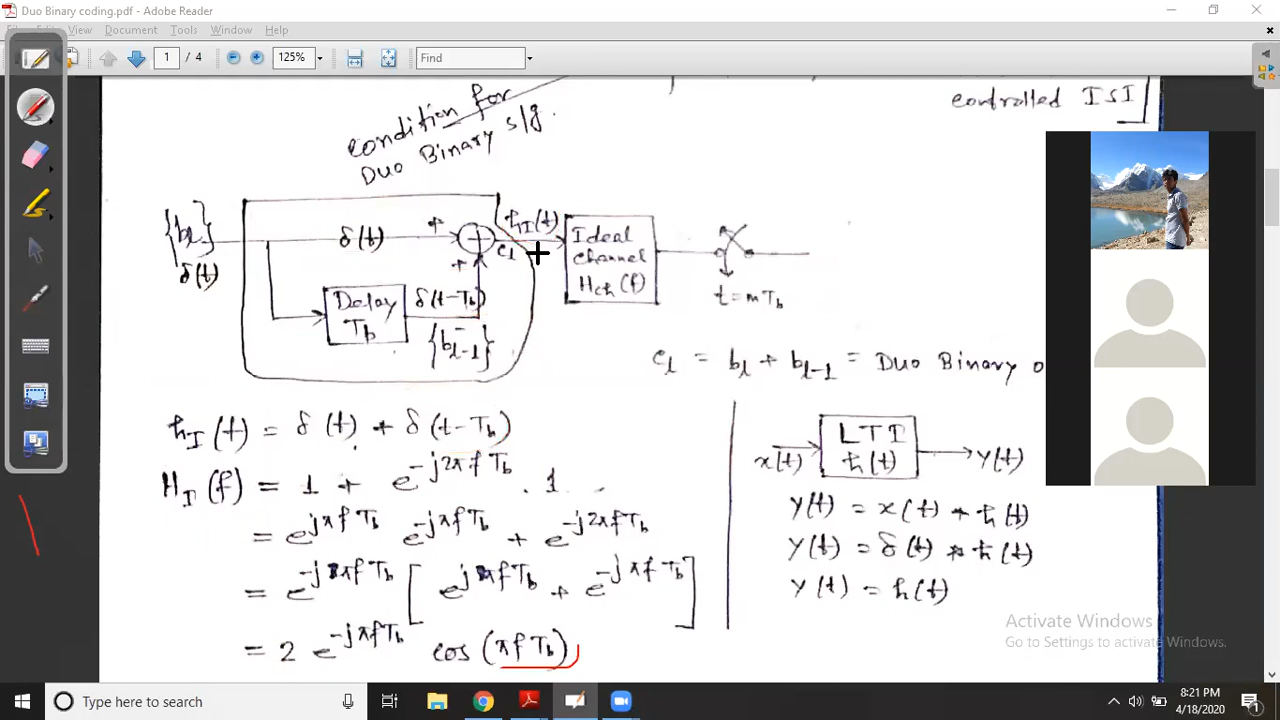 Duo Binary coding.pdf - Adobe Reader
View Document Tools Window Help
1 / 4 125% Find
condition for
Duo Binary s/g.
controlled ISI
{bl}
δ(t)
δ(t)
+
+
hI(t)
cl
Ideal
channel
Hch(f)
Delay
Tb
δ(t-Tb)
{bl-1}
t=mTb
cl = bl + bl-1 = Duo Binary o
hI(t) = δ(t) + δ(t-Tb)
HI(f) = 1 + e^-j2πfTb . 1
= e^jπfTb e^-jπfTb + e^-j2πfTb
= e^-jπfTb [ e^jπfTb + e^-jπfTb ]
= 2 e^-jπfTb cos(πfTb)
LTI
h(t)
x(t)
y(t)
y(t) = x(t) * h(t)
y(t) = δ(t) * h(t)
y(t) = h(t)
Activate Windows
Go to Settings to activate Windows.
Type here to search
8:21 PM
4/18/2020